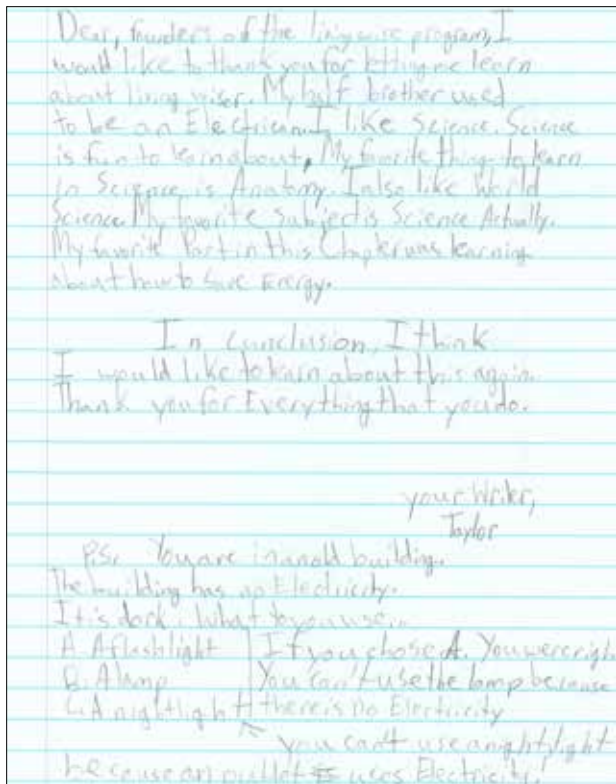 Dear, founders of the livingwise program, I
would like to thank you for letting me learn
about living wiser. My half brother used
to be an Electrican. I like Science. Science
is fun to learn about. My favorite thing to learn
in Science is Anatomy. I also like World
Science. My favorite subject is Science Actually.
My favorite Part in this Chapter was learning
about how to save Energy.
In conclusion, I think
I would like to learn about this again.
Thank you for Everything that you do.
your Writer,
Taylor
P.S. You are in an old building.
The building has no Electricity.
It is dark. What do you use..
A. A flashlight | If you chose A. You were right
B. A lamp | You can't use the lamp because
C. A nightlight | there is no Electricity
you can't use a nightlight
because an outlet uses Electricity!